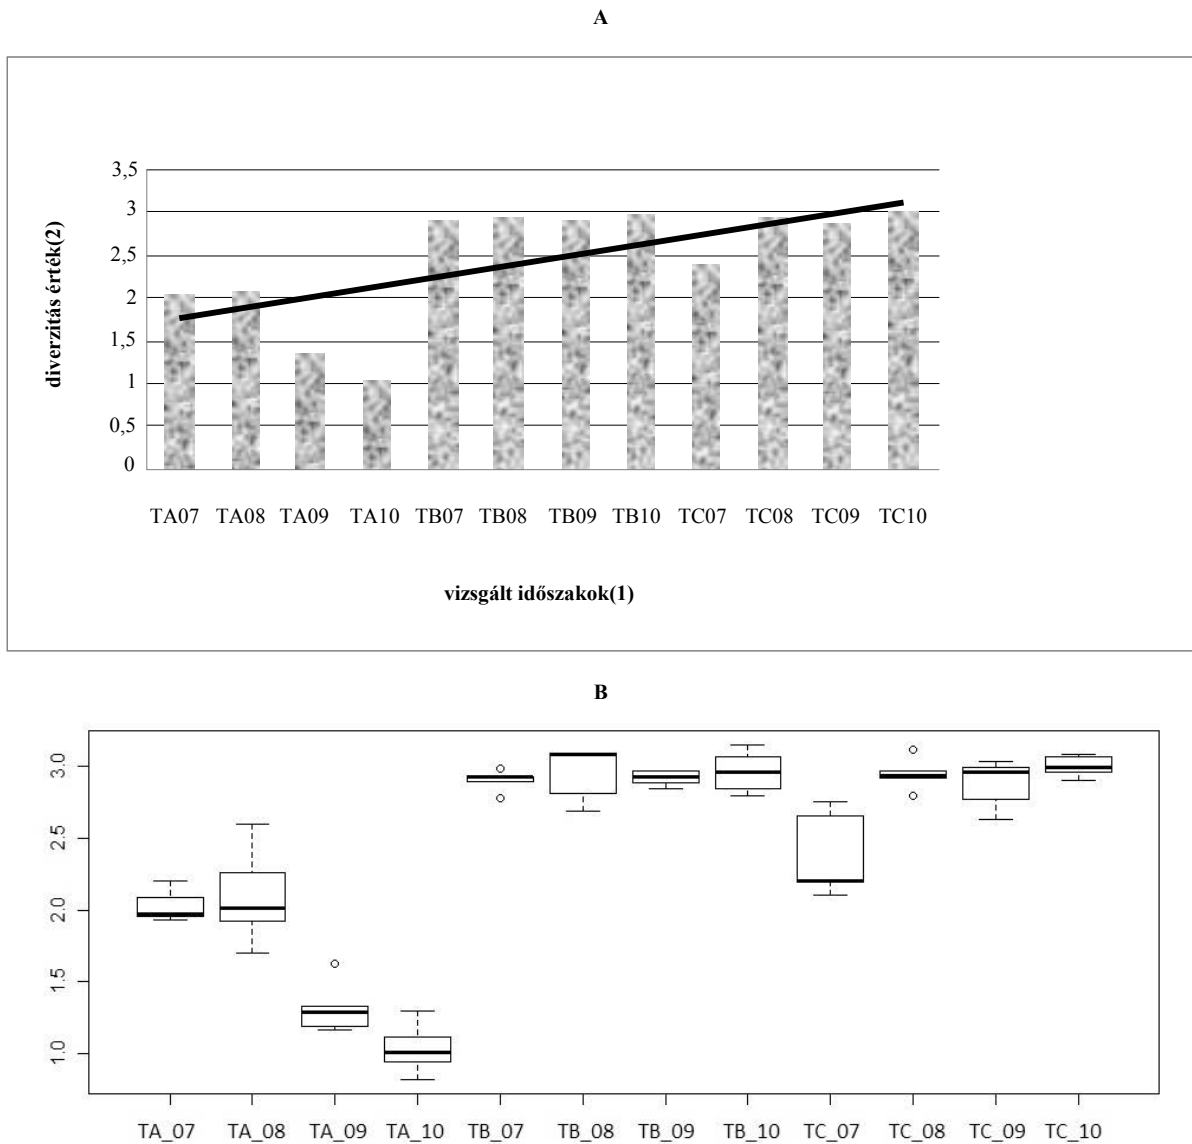 A
3,5
3
2,5
2
1,5
1
0,5
0
diverzitás érték(2)
TA07 TA08 TA09 TA10 TB07 TB08 TB09 TB10 TC07 TC08 TC09 TC10
vizsgált időszakok(1)
B
3.0
2.5
2.0
1.5
1.0
TA_07 TA_08 TA_09 TA_10 TB_07 TB_08 TB_09 TB_10 TC_07 TC_08 TC_09 TC_10